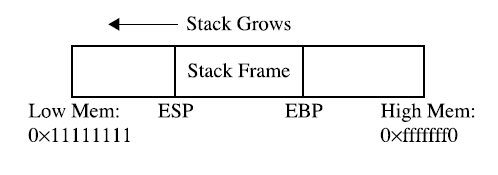 Stack Grows
Stack Frame
Low Mem: ESP EBP High Mem:
0×11111111 0×fffffff0